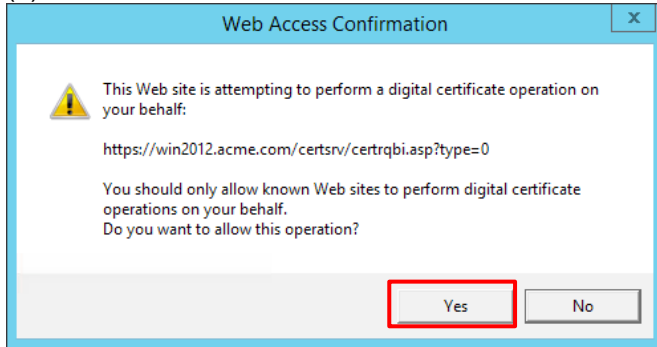 Web Access Confirmation
x
This Web site is attempting to perform a digital certificate operation on
your behalf:
https://win2012.acme.com/certsrv/certrqbi.asp?type=0
You should only allow known Web sites to perform digital certificate
operations on your behalf.
Do you want to allow this operation?
Yes No